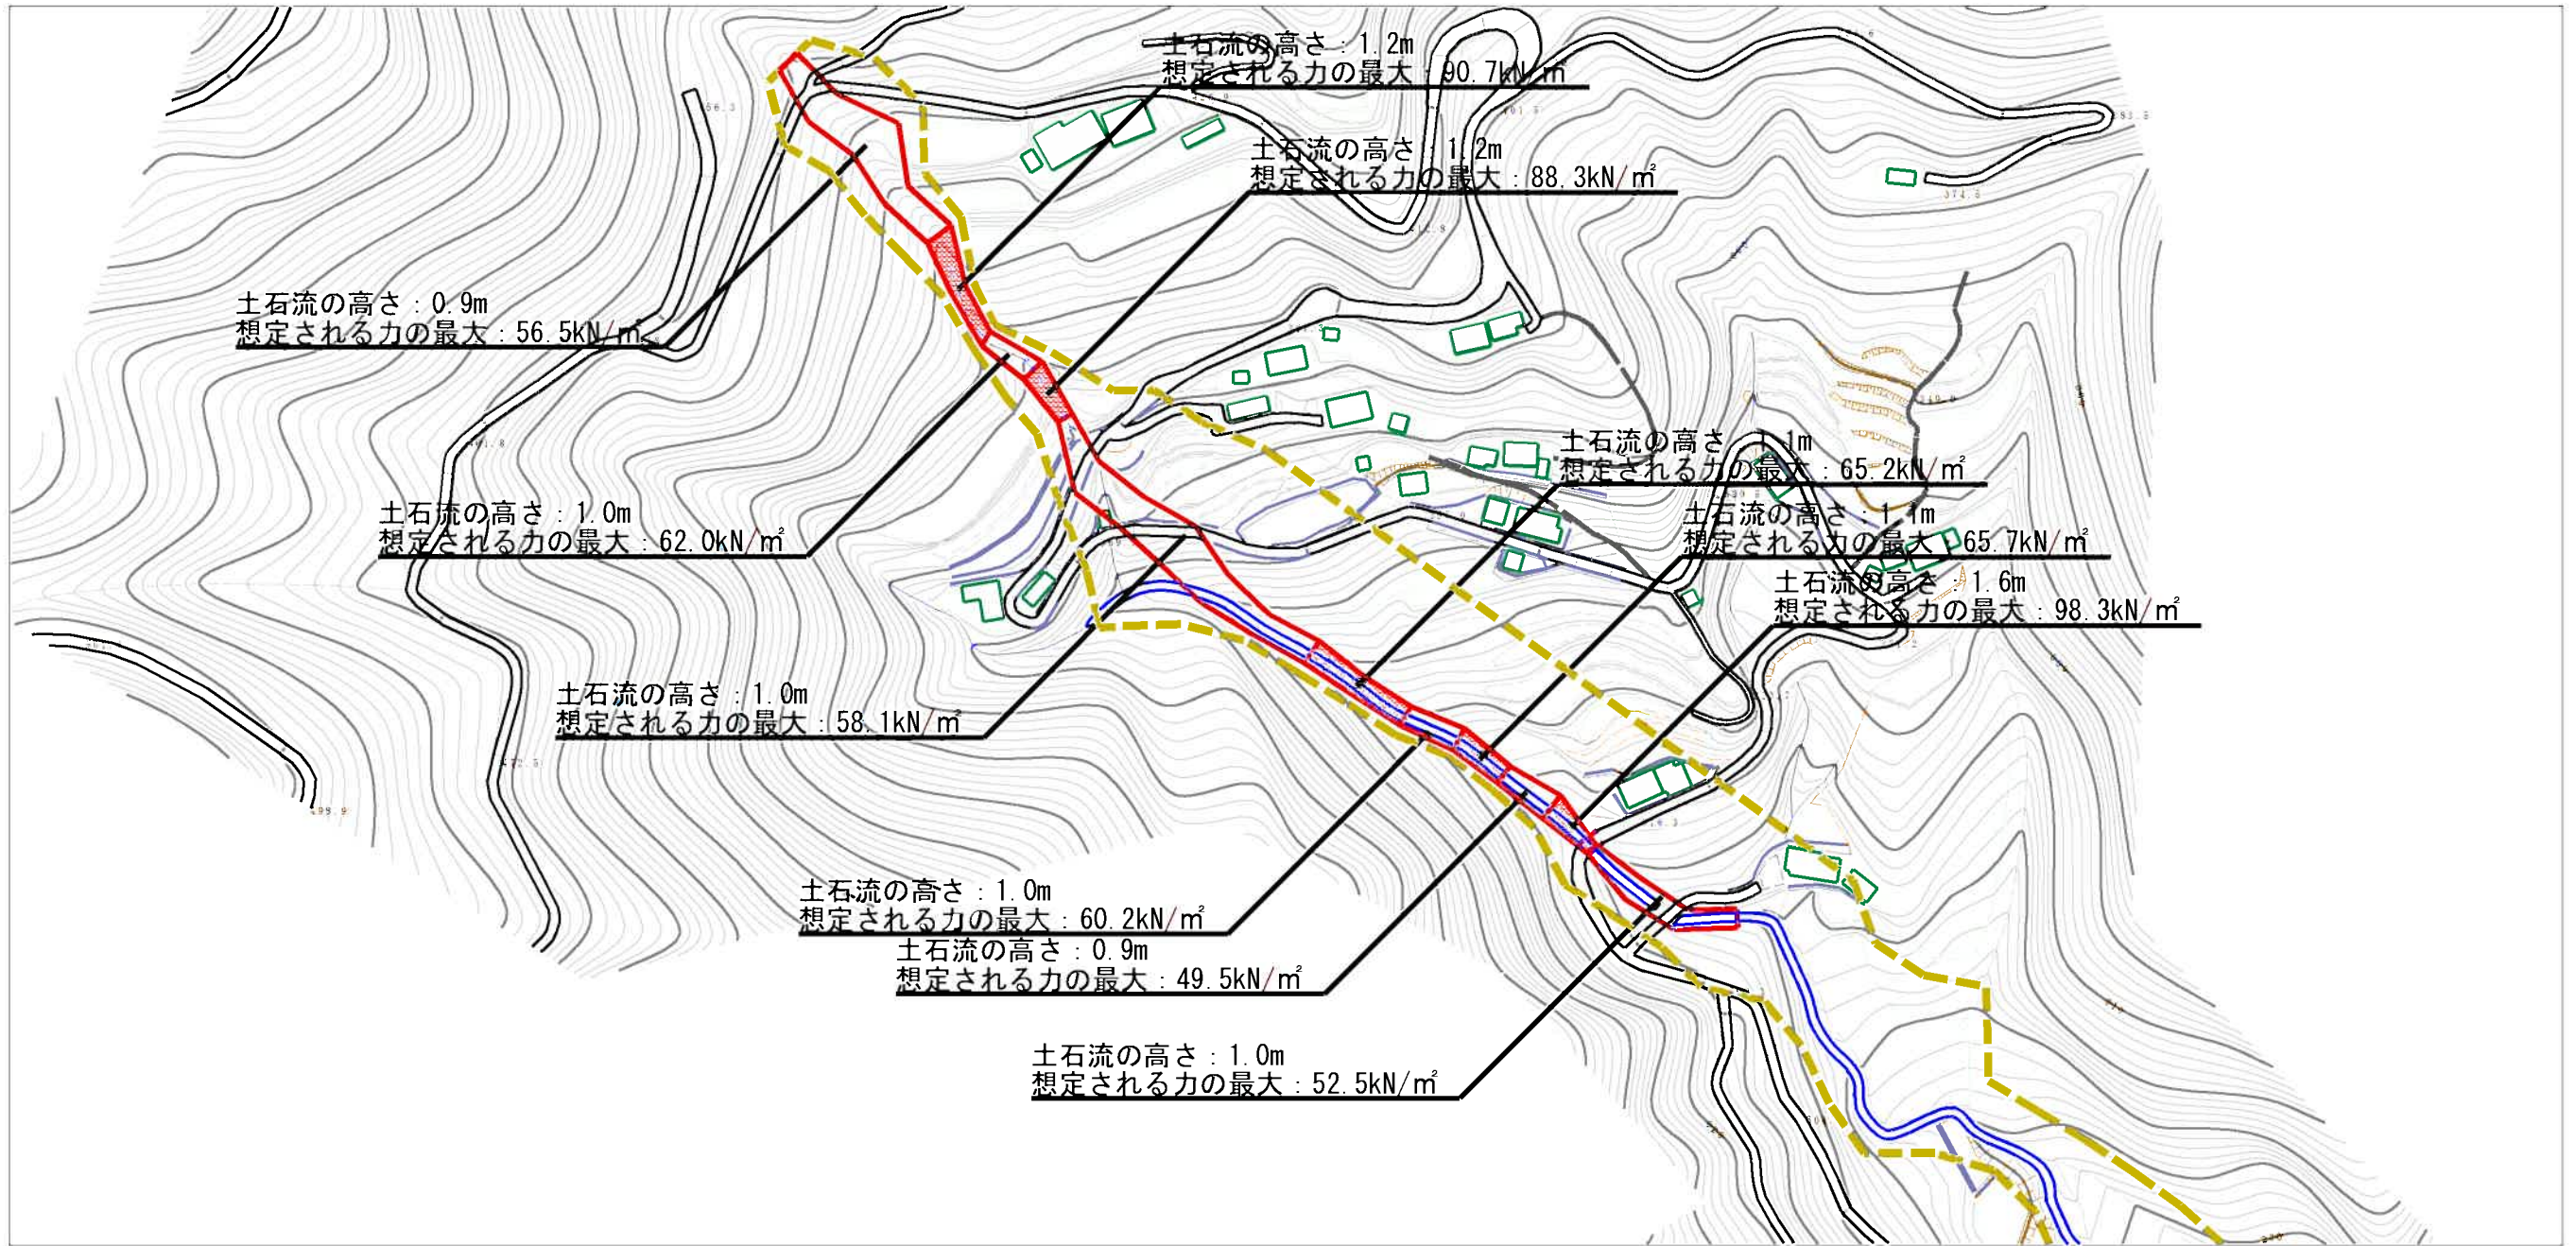 土石流の高さ：1.2m
想定される力の最大：90.7kN/㎡
土石流の高さ：1.2m
想定される力の最大：88.3kN/㎡
土石流の高さ：0.9m
想定される力の最大：56.5kN/㎡
土石流の高さ：1.1m
想定される力の最大：65.2kN/㎡
土石流の高さ：1.0m
想定される力の最大：62.0kN/㎡
土石流の高さ：1.1m
想定される力の最大：65.7kN/㎡
土石流の高さ：1.6m
想定される力の最大：98.3kN/㎡
土石流の高さ：1.0m
想定される力の最大：58.1kN/㎡
土石流の高さ：1.0m
想定される力の最大：60.2kN/㎡
土石流の高さ：0.9m
想定される力の最大：49.5kN/㎡
土石流の高さ：1.0m
想定される力の最大：52.5kN/㎡